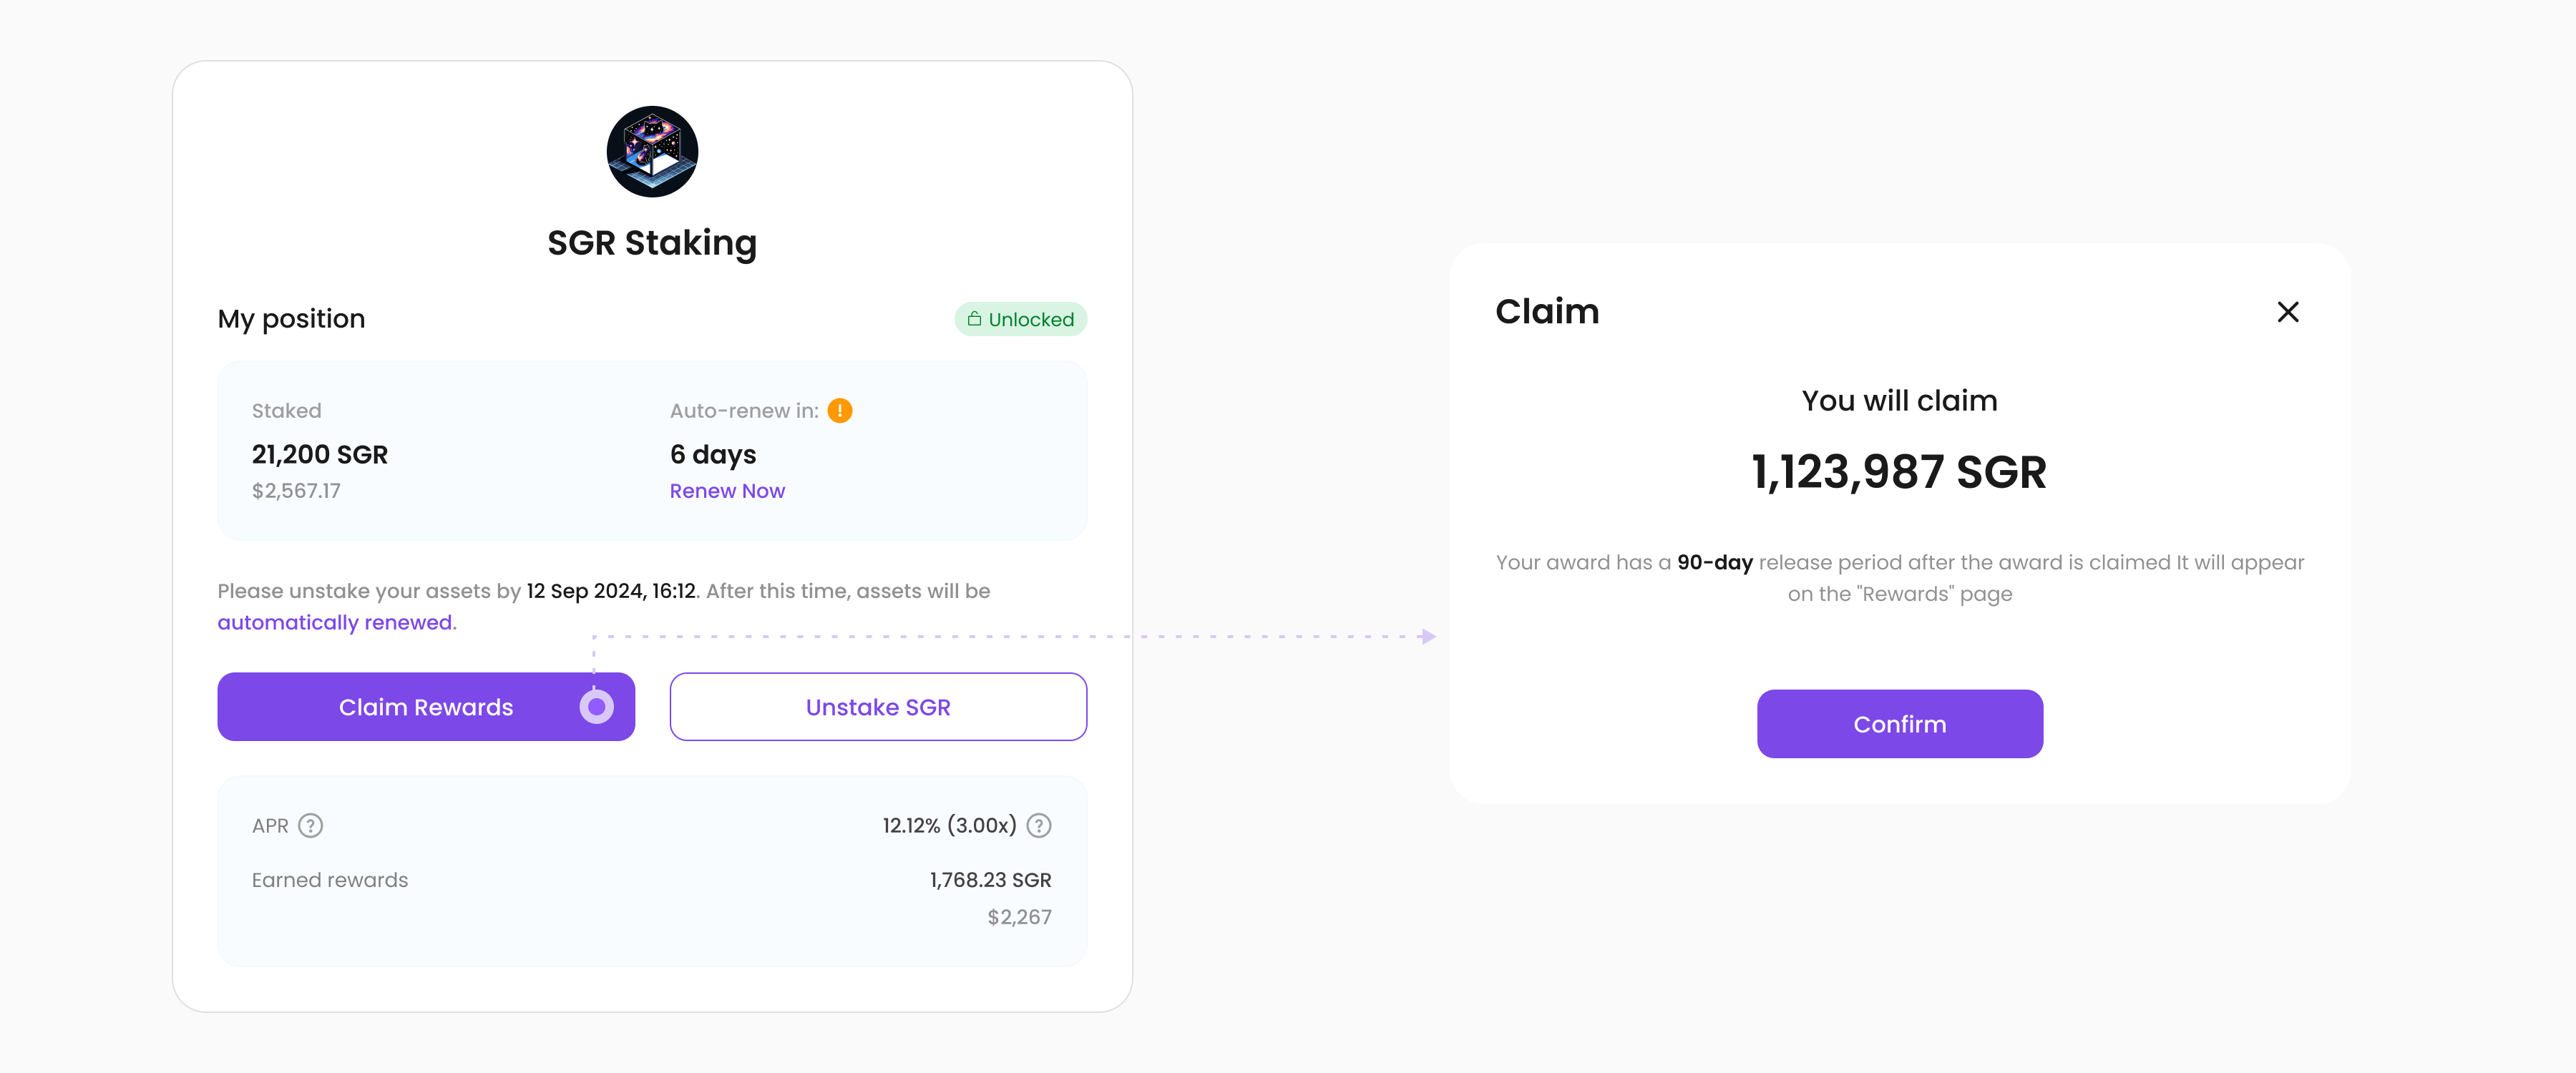 SGR Staking
My position
Unlocked
Staked
21,200 SGR
$2,567.17
Auto-renew in: !
6 days
Renew Now
Please unstake your assets by 12 Sep 2024, 16:12. After this time, assets will be
automatically renewed.
Claim Rewards
Unstake SGR
APR ?
12.12% (3.00x) ?
Earned rewards
1,768.23 SGR
$2,267
Claim
You will claim
1,123,987 SGR
Your award has a 90-day release period after the award is claimed It will appear
on the "Rewards" page
Confirm